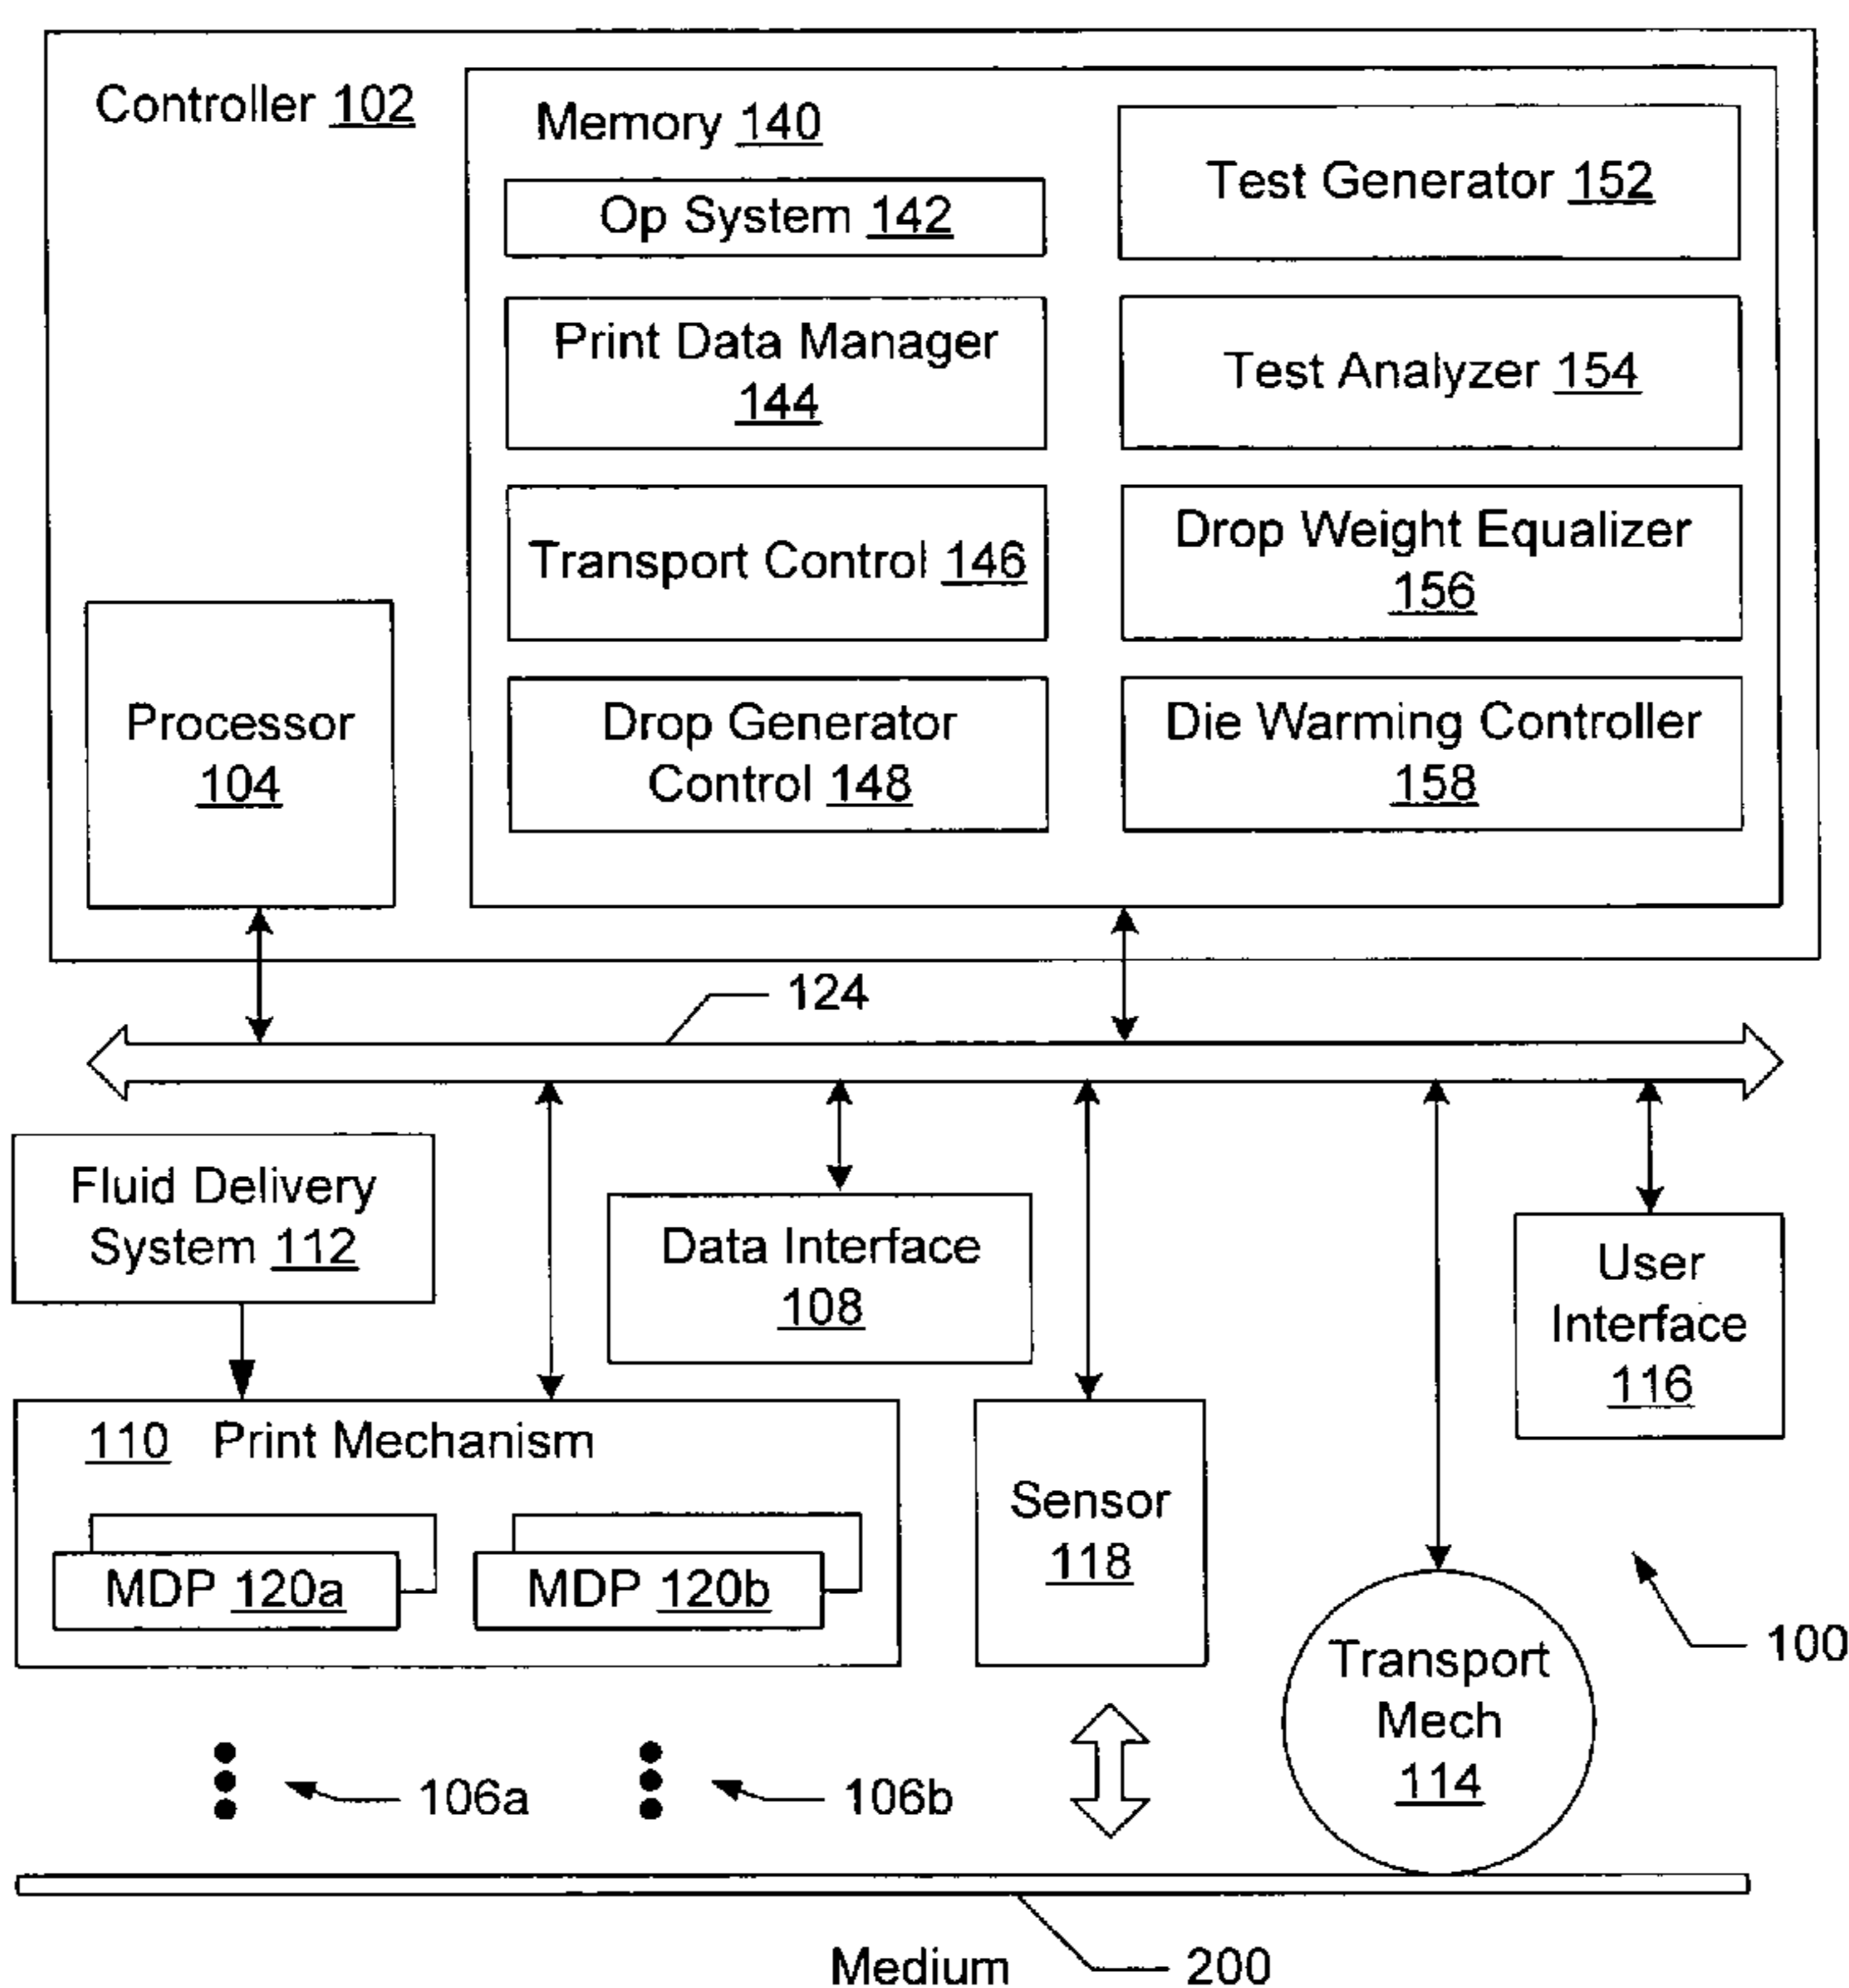 Controller 102
Memory 140
Op System 142
Print Data Manager
144
Transport Control 146
Drop Generator
Control 148
Test Generator 152
Test Analyzer 154
Drop Weight Equalizer
156
Die Warming Controller
158
Processor
104
124
Fluid Delivery
System 112
Data Interface
108
User
Interface
116
110 Print Mechanism
MDP 120a
MDP 120b
Sensor
118
Transport
Mech
114
100
106a
106b
Medium
200